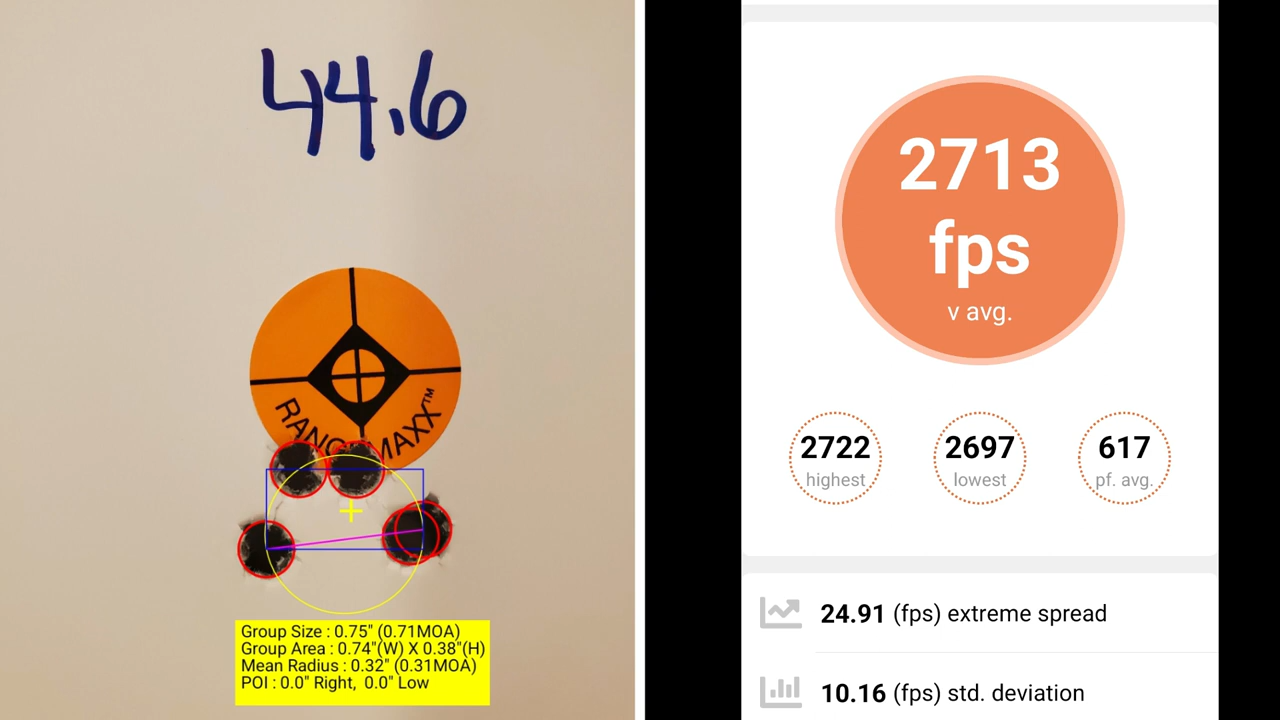 44.6
RANGEMAXX™
Group Size : 0.75" (0.71MOA)
Group Area : 0.74"(W) X 0.38"(H)
Mean Radius : 0.32" (0.31MOA)
POI : 0.0" Right, 0.0" Low
2713
fps
v avg.
2722
highest
2697
lowest
617
pf. avg.
24.91 (fps) extreme spread
10.16 (fps) std. deviation